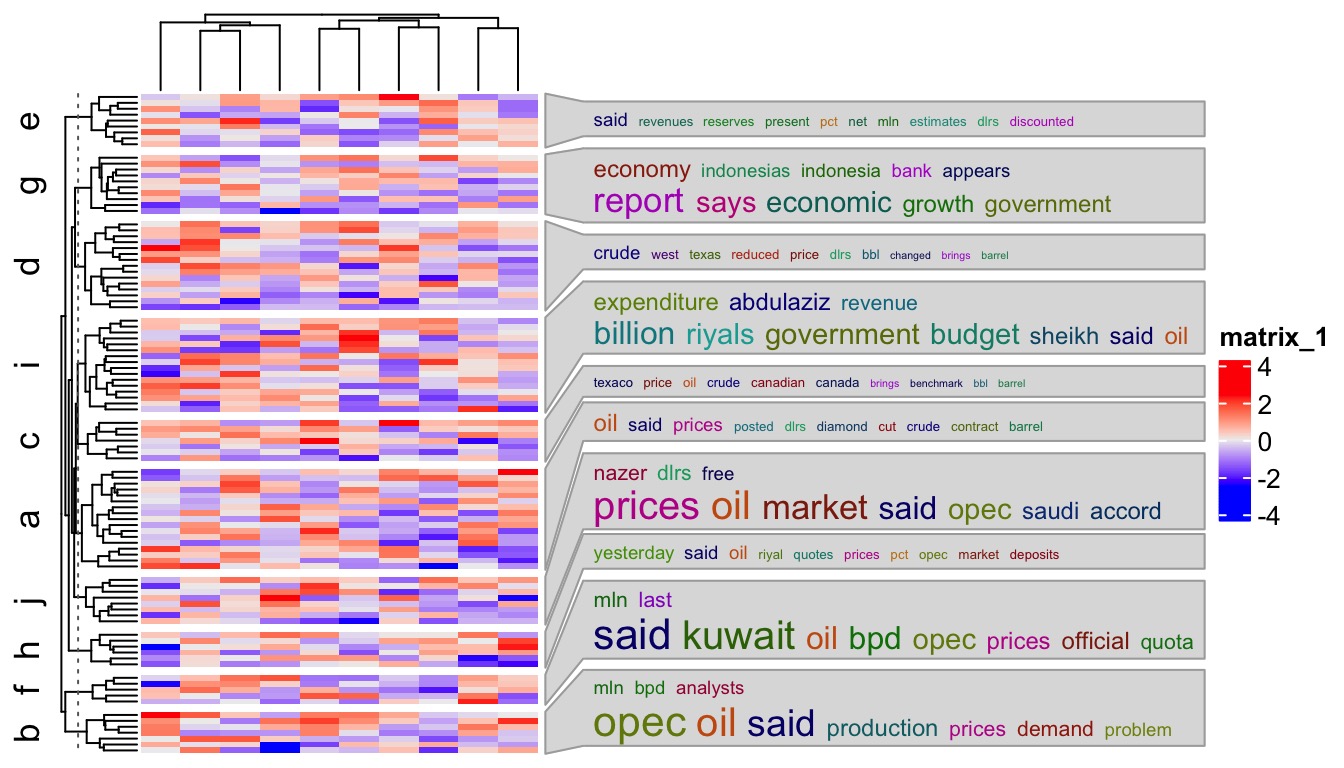 e
said revenues reserves present pct net mln estimates dlrs discounted
g
economy indonesias indonesia bank appears
report says economic growth government
d
crude west texas reduced price dlrs bbl changed brings barrel
i
expenditure abdulaziz revenue
billion riyals government budget sheikh said oil
c
texaco price oil crude canadian canada brings benchmark bbl barrel
oil said prices posted dlrs diamond cut crude contract barrel
a
nazer dlrs free
prices oil market said opec saudi accord
j
yesterday said oil riyal quotes prices pct opec market deposits
h
mln last
said kuwait oil bpd opec prices official quota
f
mln bpd analysts
b
opec oil said production prices demand problem
matrix_1
4
2
0
-2
-4